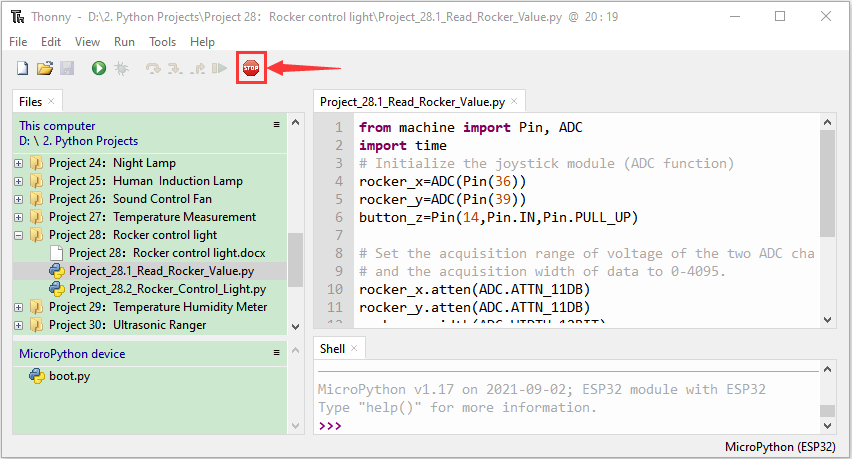 Thonny - D:\2. Python Projects\Project 28：Rocker control light\Project_28.1_Read_Rocker_Value.py @ 20 : 19
File Edit View Run Tools Help
STOP
Files
This computer
D: \ 2. Python Projects
Project 24：Night Lamp
Project 25：Human Induction Lamp
Project 26：Sound Control Fan
Project 27：Temperature Measurement
Project 28：Rocker control light
Project 28：Rocker control light.docx
Project_28.1_Read_Rocker_Value.py
Project_28.2_Rocker_Control_Light.py
Project 29：Temperature Humidity Meter
Project 30：Ultrasonic Ranger
MicroPython device
boot.py
Project_28.1_Read_Rocker_Value.py
1 from machine import Pin, ADC
2 import time
3 # Initialize the joystick module (ADC function)
4 rocker_x=ADC(Pin(36))
5 rocker_y=ADC(Pin(39))
6 button_z=Pin(14,Pin.IN,Pin.PULL_UP)
7
8 # Set the acquisition range of voltage of the two ADC cha
9 # and the acquisition width of data to 0-4095.
10 rocker_x.atten(ADC.ATTN_11DB)
11 rocker_y.atten(ADC.ATTN_11DB)
Shell
MicroPython v1.17 on 2021-09-02; ESP32 module with ESP32
Type "help()" for more information.
>>>
MicroPython (ESP32)